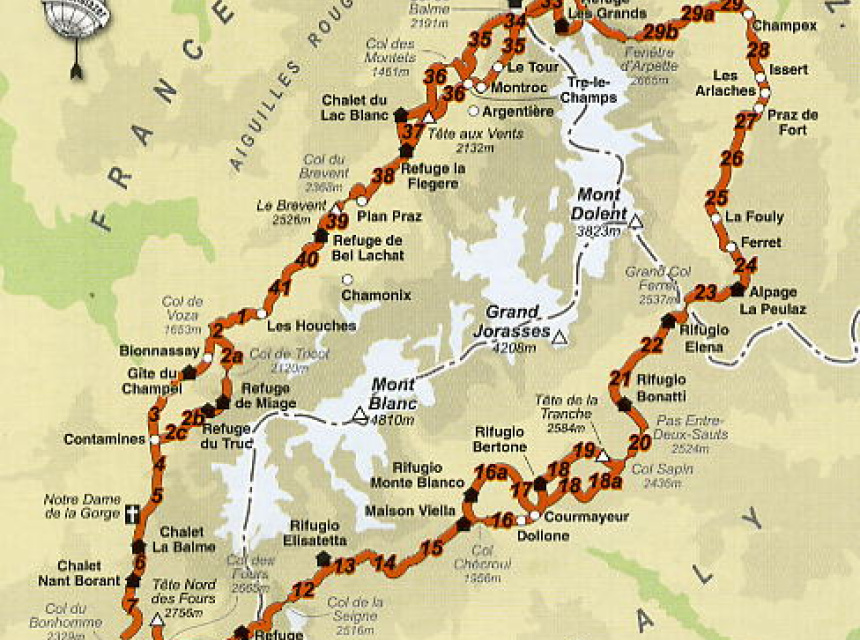 Balme
2191m
34
33
Refuge
Les Grands
29a
29
Champex
29b
35
35
Col des
Montets
1461m
Fenêtre
d'Arpette
2665m
28
Issert
Le Tour
36
36
Montroc
Tre-le-
Champs
Les
Arlaches
Chalet du
Lac Blanc
Argentière
Praz de
Fort
27
37
Tête aux Vents
2132m
FRANCE
AIGUILLES ROUG
26
Col du
Brevent
2368m
38
Refuge la
Flegere
25
Le Brevent
2526m
39
Plan Praz
Mont
Dolent
3823m
La Fouly
Refuge de
Bel Lachat
Ferret
40
24
Grand Col
Ferret
2537m
41
Chamonix
23
Alpage
La Peulaz
Col de
Voza
1653m
1
2
Les Houches
Grand
Jorasses
4208m
Rifugio
Elena
22
Bionnassay
2a
Col de Tricot
2120m
Gîte du
Champel
21
Rifugio
Bonatti
Mont
Blanc
4810m
Refuge
de Miage
3
2b
2c
Refuge
du Truc
Tête de la
Tranche
2584m
Pas Entre-
Deux-Sauts
2524m
20
Contamines
Rifugio
Bertone
19
4
Rifugio
Monte Bianco
16a
18
Col Sapin
2436m
17
18
18a
5
Notre Dame
de la Gorge
Maison Vieilla
16
Courmayeur
Dollone
Chalet
La Balme
Rifugio
Elisatetta
15
Col
Chécroui
1956m
6
Col des
Fours
2665m
13
14
Chalet
Nant Borant
Tête Nord
des Fours
2756m
12
7
Col du
Bonhomme
2329m
Col de la
Seigne
2516m
Refuge
A L Y